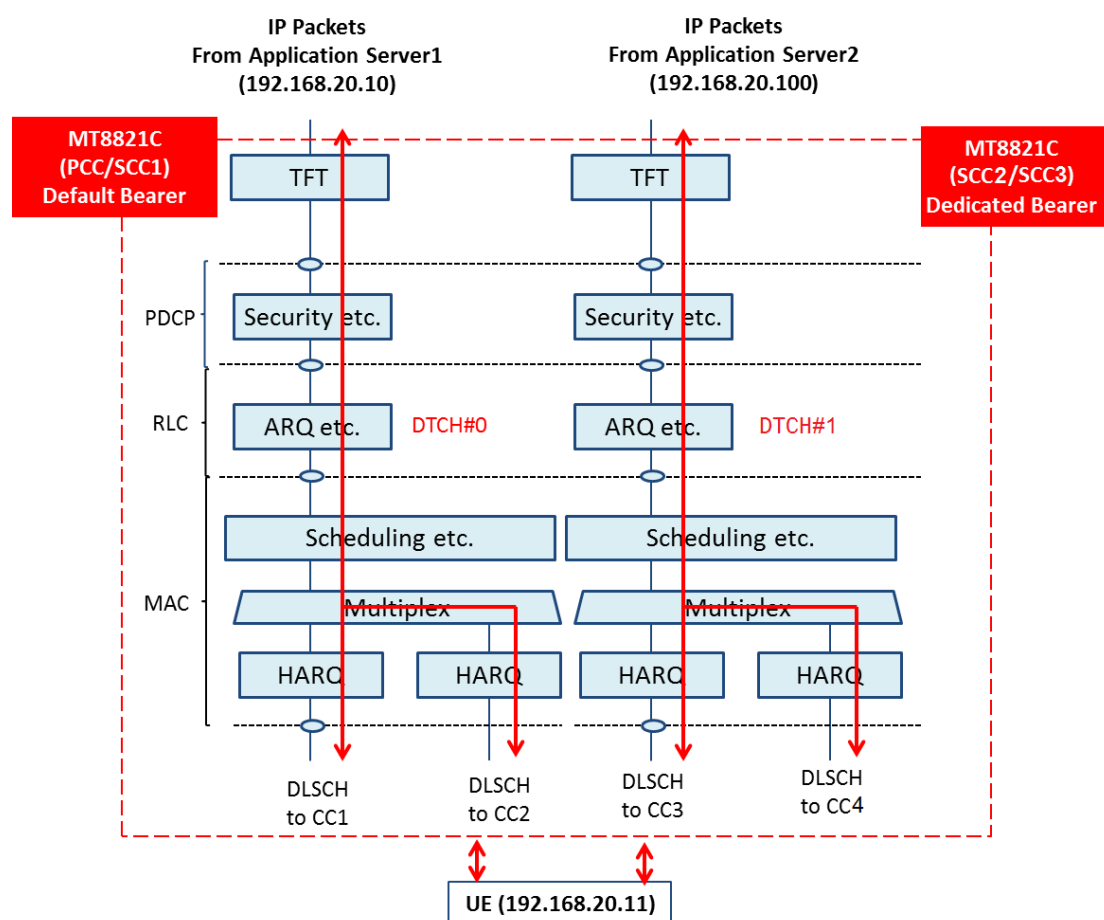 IP Packets
From Application Server1
(192.168.20.10)
IP Packets
From Application Server2
(192.168.20.100)
MT8821C
(PCC/SCC1)
Default Bearer
MT8821C
(SCC2/SCC3)
Dedicated Bearer
TFT
TFT
PDCP
Security etc.
Security etc.
RLC
ARQ etc.
DTCH#0
ARQ etc.
DTCH#1
MAC
Scheduling etc.
Scheduling etc.
Multiplex
Multiplex
HARQ
HARQ
HARQ
HARQ
DLSCH
to CC1
DLSCH
to CC2
DLSCH
to CC3
DLSCH
to CC4
UE (192.168.20.11)